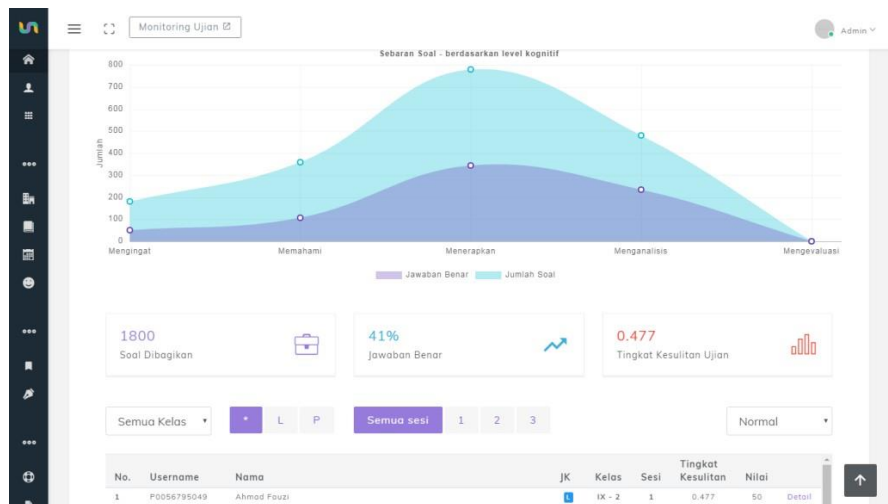 Monitoring Ujian
Admin
Sebaran Soal - berdasarkan level kognitif
Jumlah
800
700
600
500
400
300
200
100
0
Mengingat Memahami Menerapkan Menganalisis Mengevaluasi
Jawaban Benar Jumlah Soal
1800
Soal Dibagikan
41%
Jawaban Benar
0.477
Tingkat Kesulitan Ujian
Semua Kelas * L P Semua sesi 1 2 3 Normal
No. Username Nama JK Kelas Sesi Tingkat Kesulitan Nilai
1 P0056795049 Ahmad Fauzi L IX - 2 1 0.477 50 Detail